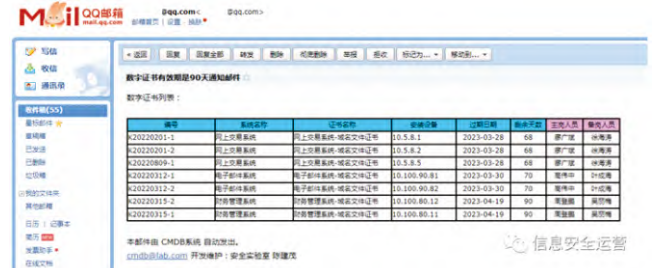 Mail QQ邮箱
mail.qq.com
@qq.com<
@qq.com>
邮箱首页 | 设置 - 换肤
写信
收信
通讯录
收件箱(55)
星标邮件
草稿箱
已发送
已删除
垃圾箱
我的文件夹
其他邮箱
日历 | 记事本
简历
发票助手
在线文档
« 返回 回复 回复全部 转发 删除 彻底删除 举报 拒收 标记为... 移动到...
数字证书有效期是90天通知邮件
数字证书列表：
编号 系统名称 证书名称 安装设备 过期日期 剩余天数 主岗人员 备岗人员
K20220201-1 网上交易系统 网上交易系统-域名文件证书 10.5.8.1 2023-03-28 68
K20220201-2 网上交易系统 网上交易系统-域名文件证书 10.5.8.2 2023-03-28 68
K20220809-1 网上交易系统 网上交易系统-域名文件证书 10.5.8.5 2023-03-28 68
K20220312-1 电子邮件系统 电子邮件系统-域名文件证书 10.100.90.81 2023-03-30 70
K20220312-2 电子邮件系统 电子邮件系统-域名文件证书 10.100.90.82 2023-03-30 70
K20220315-2 财务管理系统 财务管理系统-域名文件证书 10.100.80.12 2023-04-19 90
K20220315-1 财务管理系统 财务管理系统-域名文件证书 10.100.80.11 2023-04-19 90
本邮件由 CMDB系统 自动发出。
cmdb@lab.com 开发维护：安全实验室 陈建茂
信息安全运营